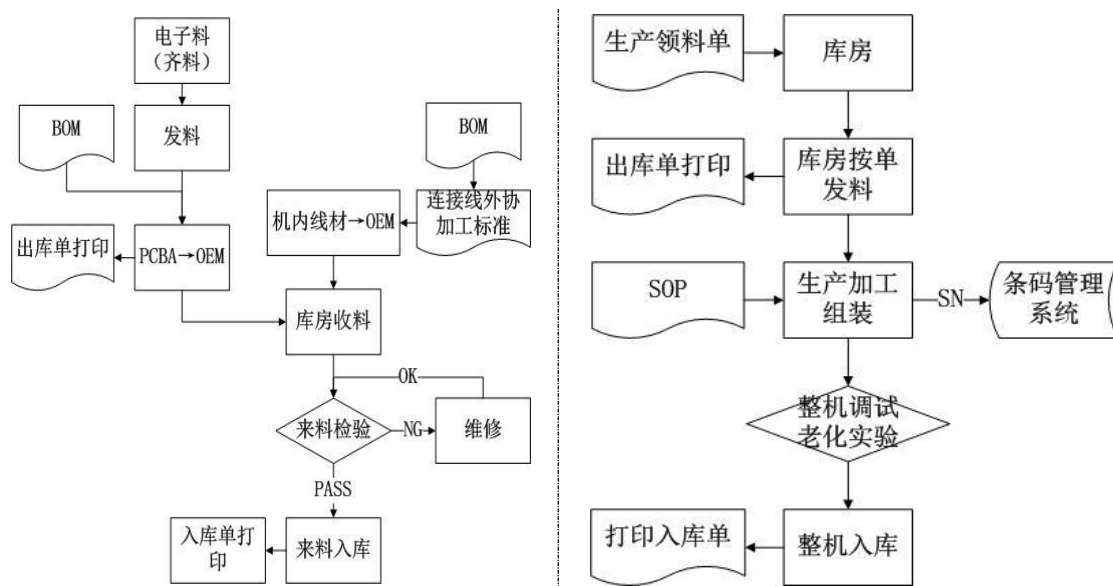 电子料
（齐料）
BOM
发料
BOM
机内线材→OEM
连接线外协
加工标准
出库单打印
PCBA→OEM
库房收料
OK
来料检验
NG
维修
PASS
入库单打
印
来料入库
生产领料单
库房
出库单打印
库房按单
发料
SOP
生产加工
组装
SN
条码管理
系统
整机调试
老化实验
打印入库单
整机入库